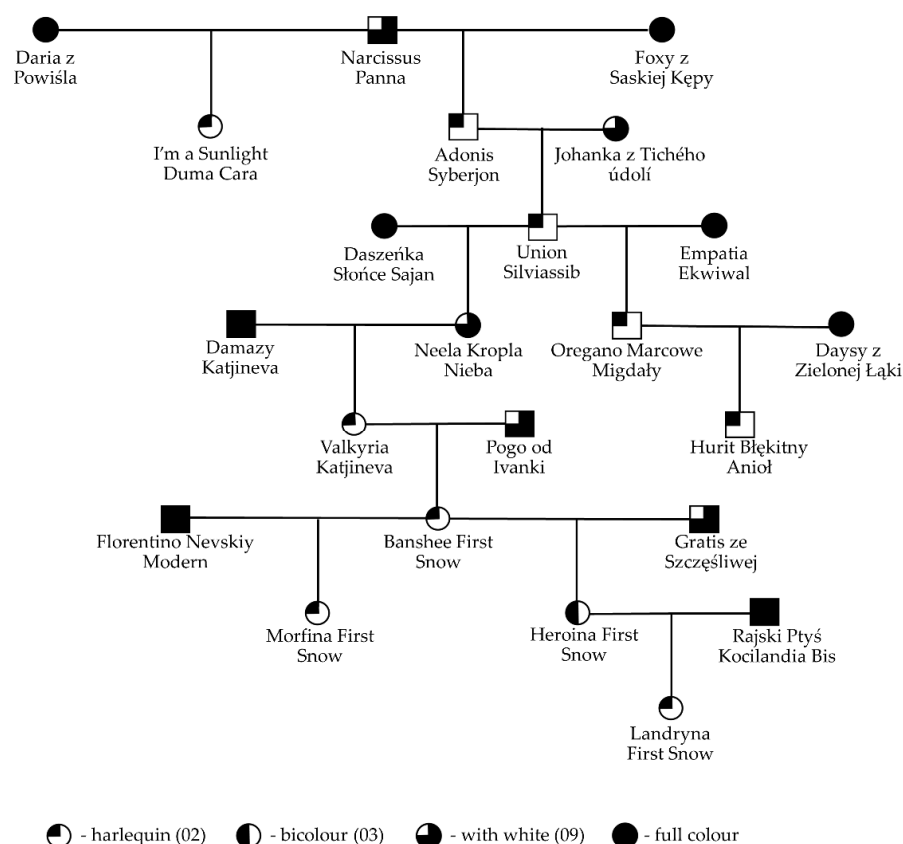 Daria z
Powiśla
Narcissus
Panna
Foxy z
Saskiej Kępy
I'm a Sunlight
Duma Cara
Adonis
Syberjon
Johanka z Tichého
údolí
Daszeńka
Słońce Sajan
Union
Silviassib
Empatia
Ekwiwal
Damazy
Katjineva
Neela Kropla
Nieba
Oregano Marcowe
Migdały
Daysy z
Zielonej Łąki
Valkyria
Katjineva
Pogo od
Ivanki
Hurit Błękitny
Anioł
Florentino Nevskiy
Modern
Banshee First
Snow
Gratis ze
Szczęśliwej
Morfina First
Snow
Heroina First
Snow
Rajski Ptyś
Kocilandia Bis
Landryna
First Snow
- harlequin (02) - bicolour (03) - with white (09) - full colour